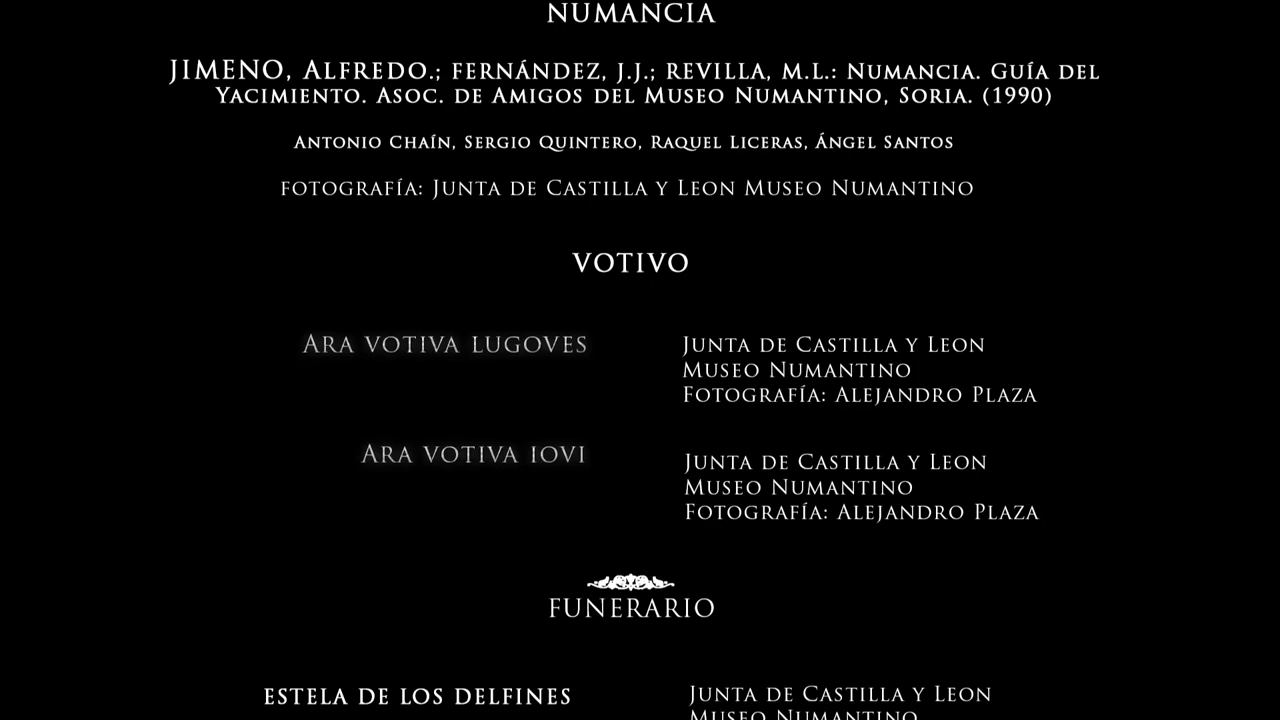 NUMANCIA
JIMENO, ALFREDO.; FERNÁNDEZ, J.J.; REVILLA, M.L.: NUMANCIA. GUÍA DEL
YACIMIENTO. ASOC. DE AMIGOS DEL MUSEO NUMANTINO, SORIA. (1990)
ANTONIO CHAÍN, SERGIO QUINTERO, RAQUEL LICERAS, ÁNGEL SANTOS
FOTOGRAFÍA: JUNTA DE CASTILLA Y LEON MUSEO NUMANTINO
VOTIVO
ARA VOTIVA LUGOVES
JUNTA DE CASTILLA Y LEON
MUSEO NUMANTINO
FOTOGRAFÍA: ALEJANDRO PLAZA
ARA VOTIVA IOVI
JUNTA DE CASTILLA Y LEON
MUSEO NUMANTINO
FOTOGRAFÍA: ALEJANDRO PLAZA
FUNERARIO
ESTELA DE LOS DELFINES
JUNTA DE CASTILLA Y LEON
MUSEO NUMANTINO